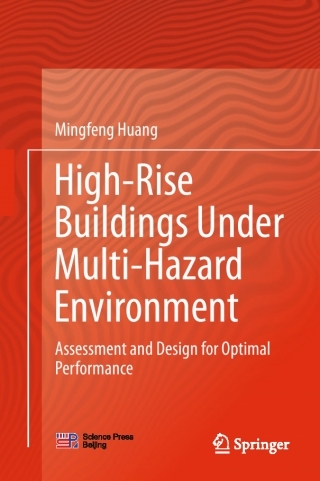 Mingfeng Huang
High-Rise
Buildings Under
Multi-Hazard
Environment
Assessment and Design for Optimal
Performance
Science Press
Beijing
Springer